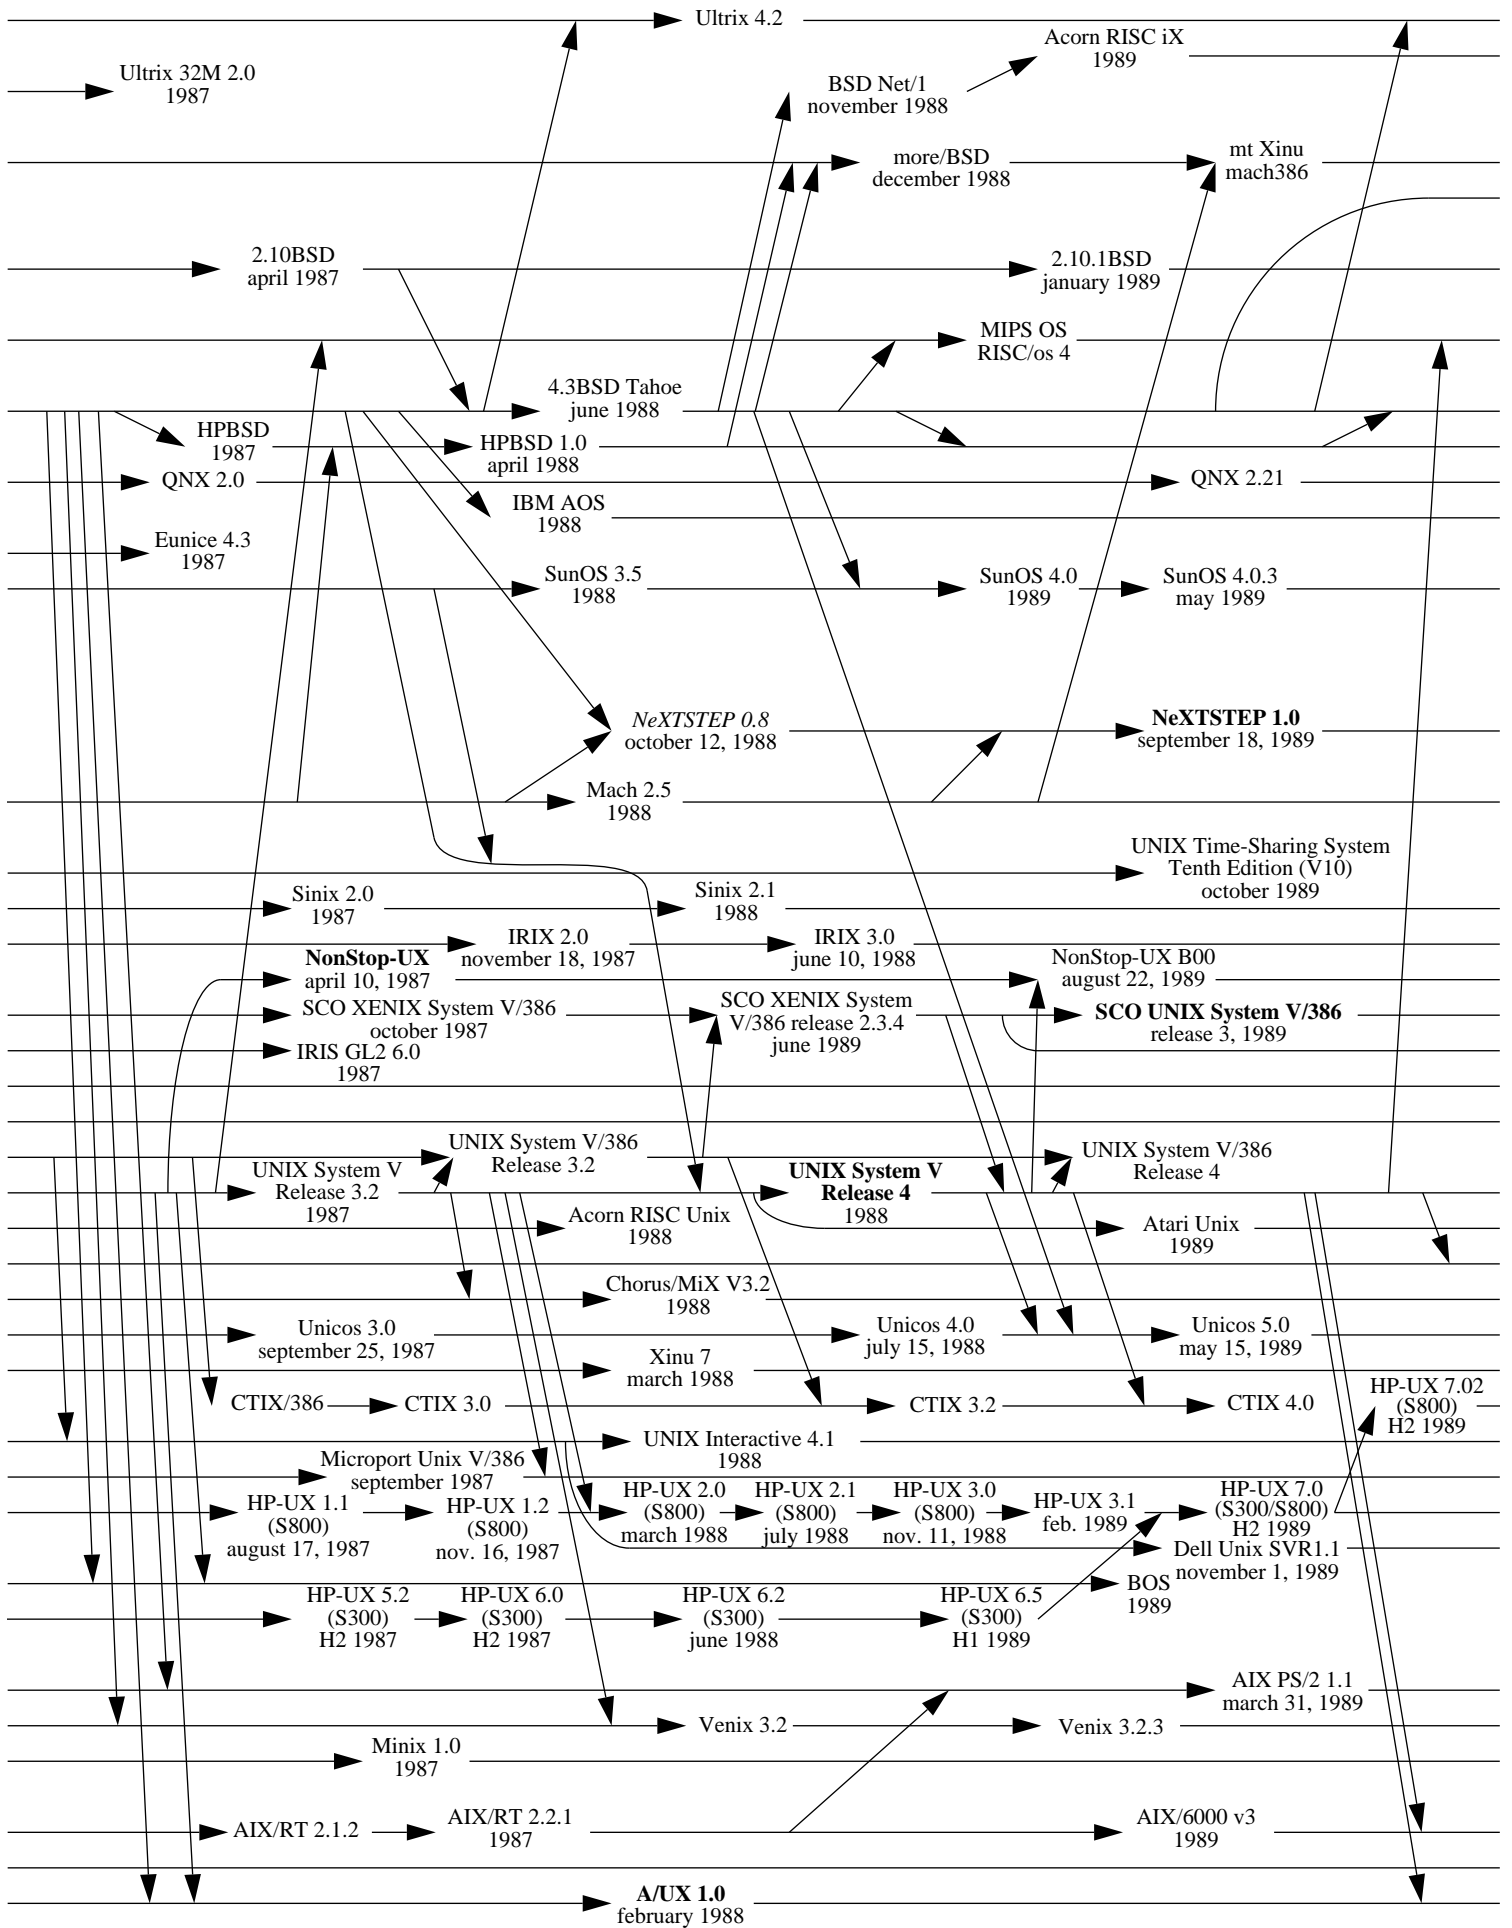 Ultrix 4.2
Acorn RISC iX
1989
Ultrix 32M 2.0
1987
BSD Net/1
november 1988
more/BSD
december 1988
mt Xinu
mach386
2.10BSD
april 1987
2.10.1BSD
january 1989
MIPS OS
RISC/os 4
4.3BSD Tahoe
june 1988
HPBSD
1987
HPBSD 1.0
april 1988
QNX 2.0
QNX 2.21
IBM AOS
1988
Eunice 4.3
1987
SunOS 3.5
1988
SunOS 4.0
1989
SunOS 4.0.3
may 1989
NeXTSTEP 0.8
october 12, 1988
NeXTSTEP 1.0
september 18, 1989
Mach 2.5
1988
UNIX Time-Sharing System
Tenth Edition (V10)
october 1989
Sinix 2.0
1987
Sinix 2.1
1988
IRIX 2.0
november 18, 1987
IRIX 3.0
june 10, 1988
NonStop-UX
april 10, 1987
NonStop-UX B00
august 22, 1989
SCO XENIX System V/386
october 1987
SCO XENIX System
V/386 release 2.3.4
june 1989
SCO UNIX System V/386
release 3, 1989
IRIS GL2 6.0
1987
UNIX System V/386
Release 3.2
UNIX System V/386
Release 4
UNIX System V
Release 3.2
1987
UNIX System V
Release 4
1988
Acorn RISC Unix
1988
Atari Unix
1989
Chorus/MiX V3.2
1988
Unicos 3.0
september 25, 1987
Unicos 4.0
july 15, 1988
Unicos 5.0
may 15, 1989
Xinu 7
march 1988
CTIX/386
CTIX 3.0
CTIX 3.2
CTIX 4.0
HP-UX 7.02
(S800)
H2 1989
UNIX Interactive 4.1
1988
Microport Unix V/386
september 1987
HP-UX 1.1
(S800)
august 17, 1987
HP-UX 1.2
(S800)
nov. 16, 1987
HP-UX 2.0
(S800)
march 1988
HP-UX 2.1
(S800)
july 1988
HP-UX 3.0
(S800)
nov. 11, 1988
HP-UX 3.1
feb. 1989
HP-UX 7.0
(S300/S800)
H2 1989
Dell Unix SVR1.1
november 1, 1989
BOS
1989
HP-UX 5.2
(S300)
H2 1987
HP-UX 6.0
(S300)
H2 1987
HP-UX 6.2
(S300)
june 1988
HP-UX 6.5
(S300)
H1 1989
AIX PS/2 1.1
march 31, 1989
Venix 3.2
Venix 3.2.3
Minix 1.0
1987
AIX/RT 2.1.2
AIX/RT 2.2.1
1987
AIX/6000 v3
1989
A/UX 1.0
february 1988